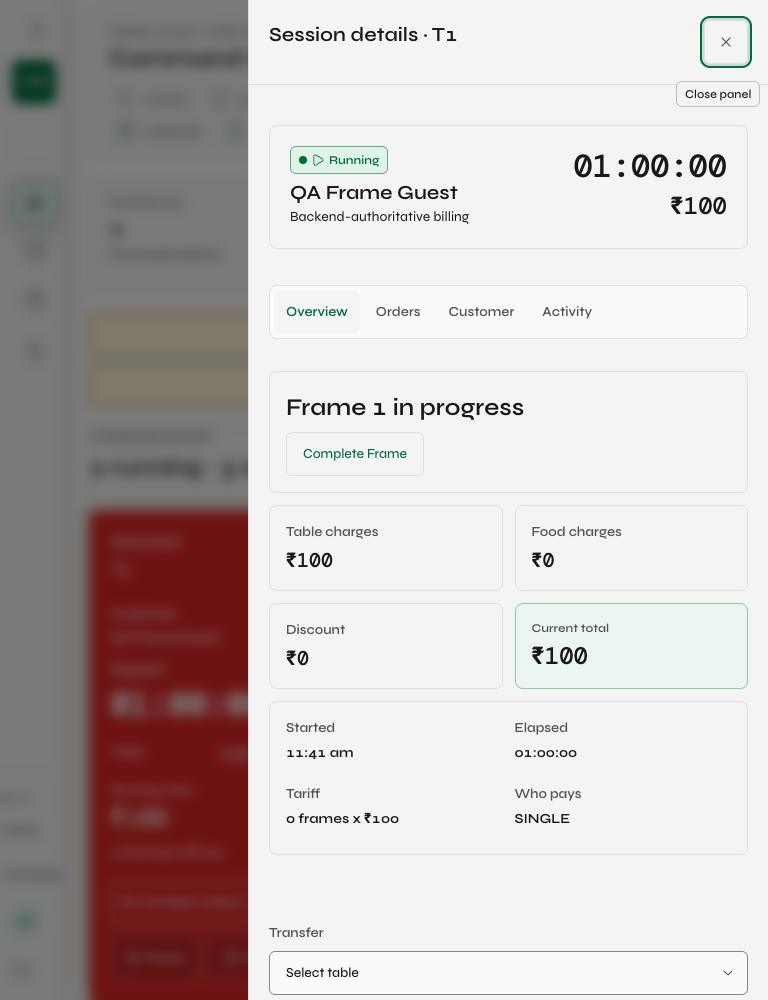 Session details · T1
Close panel
Running
01:00:00
QA Frame Guest
₹100
Backend-authoritative billing
Overview
Orders
Customer
Activity
Frame 1 in progress
Complete Frame
Table charges
₹100
Food charges
₹0
Discount
₹0
Current total
₹100
Started
11:41 am
Elapsed
01:00:00
Tariff
0 frames x ₹100
Who pays
SINGLE
Transfer
Select table